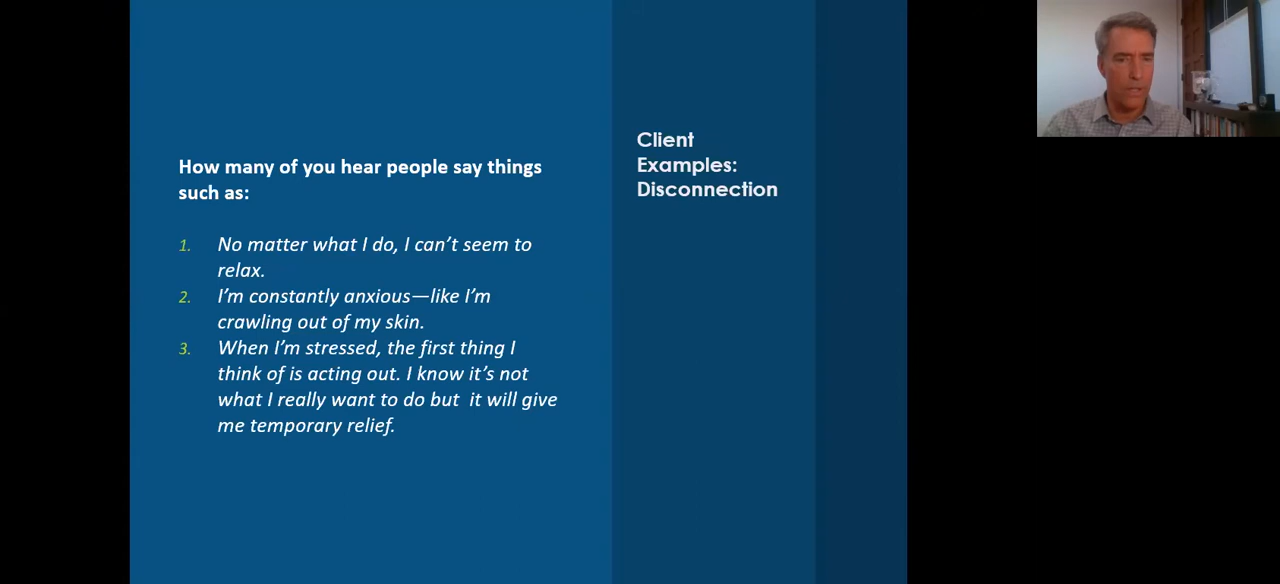 How many of you hear people say things
such as:
1. No matter what I do, I can't seem to
relax.
2. I'm constantly anxious—like I'm
crawling out of my skin.
3. When I'm stressed, the first thing I
think of is acting out. I know it's not
what I really want to do but  it will give
me temporary relief.
Client
Examples:
Disconnection